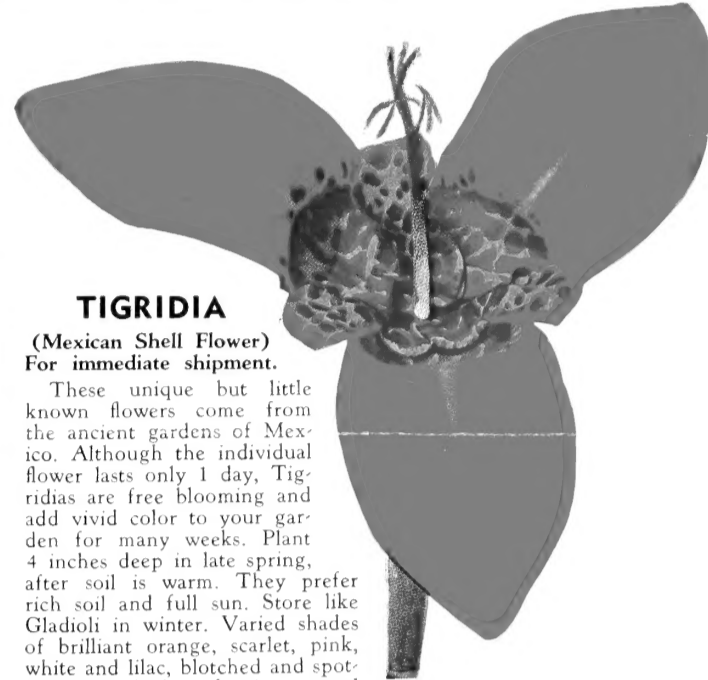 TIGRIDIA
(Mexican Shell Flower)
For immediate shipment.
These unique but little
known flowers come from
the ancient gardens of Mex-
ico. Although the individual
flower lasts only 1 day, Tig-
ridias are free blooming and
add vivid color to your gar-
den for many weeks. Plant
4 inches deep in late spring,
after soil is warm. They prefer
rich soil and full sun. Store like
Gladioli in winter. Varied shades
of brilliant orange, scarlet, pink,
white and lilac, blotched and spot-